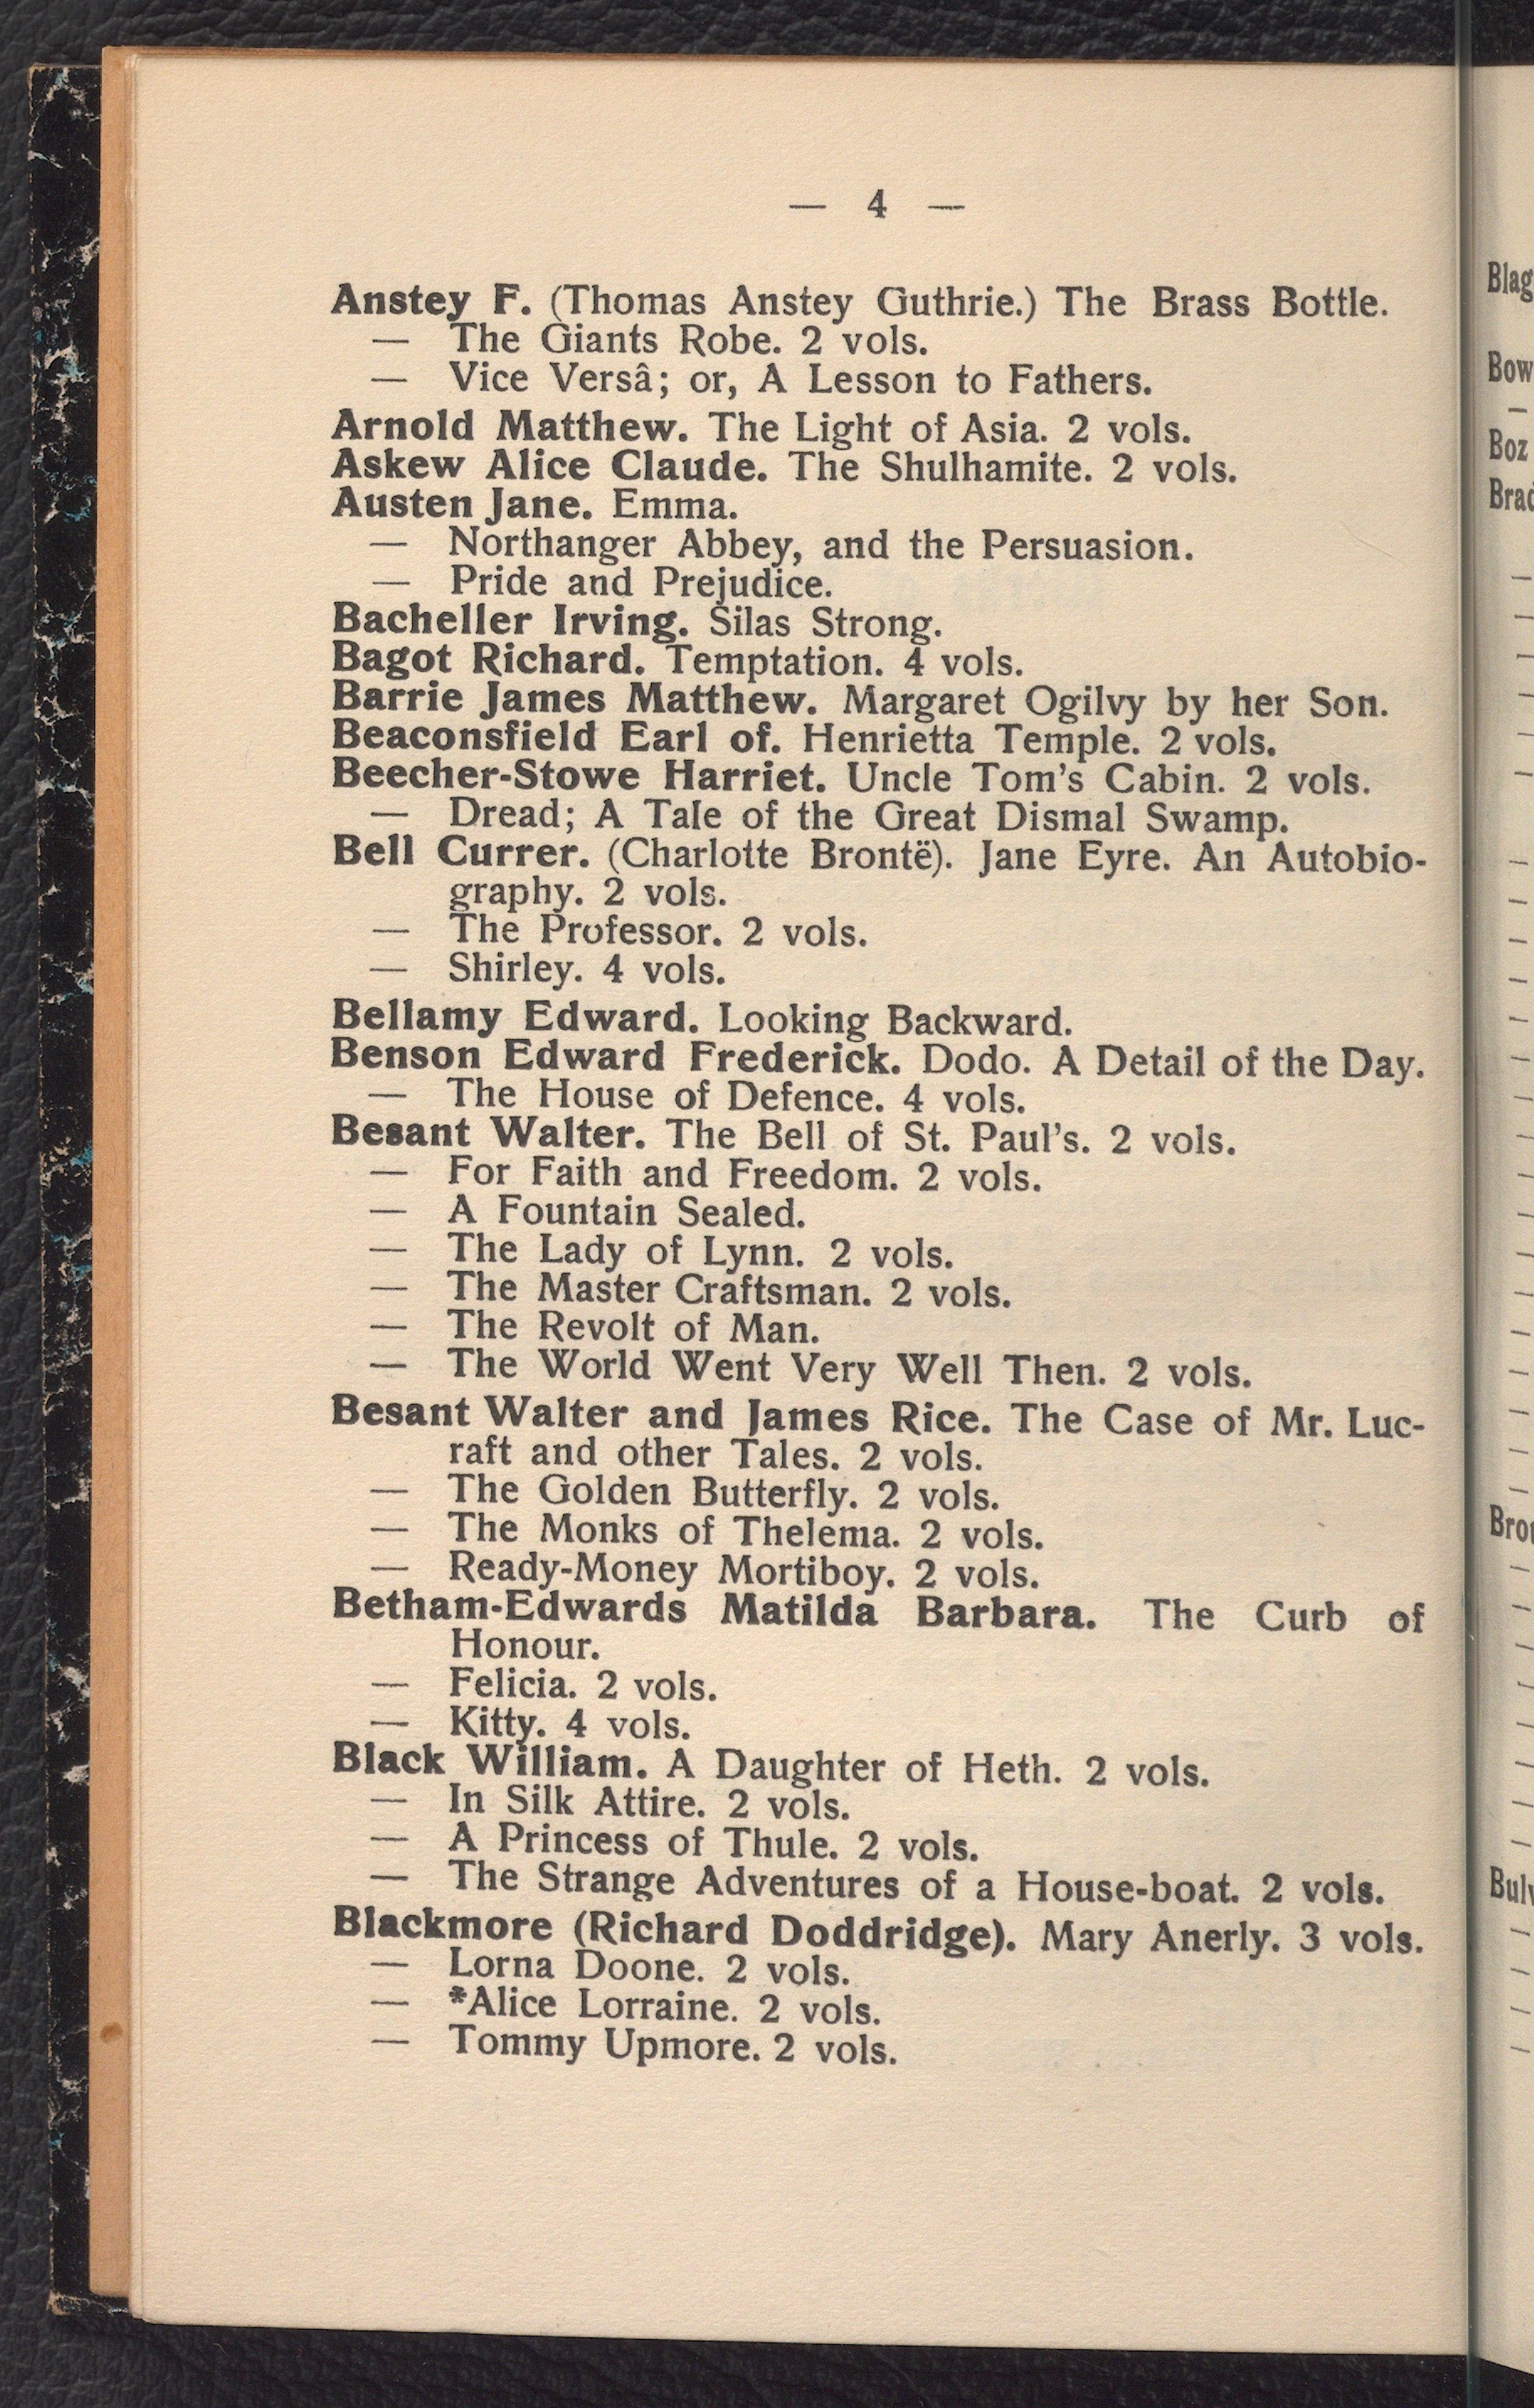 — 4 —
Anstey F. (Thomas Anstey Guthrie.) The Brass Bottle.
— The Giants Robe. 2 vols.
— Vice Versâ; or, A Lesson to Fathers.
Arnold Matthew. The Light of Asia. 2 vols.
Askew Alice Claude. The Shulhamite. 2 vols.
Austen Jane. Emma.
— Northanger Abbey, and the Persuasion.
— Pride and Prejudice.
Bacheller Irving. Silas Strong.
Bagot Richard. Temptation. 4 vols.
Barrie James Matthew. Margaret Ogilvy by her Son.
Beaconsfield Earl of. Henrietta Temple. 2 vols.
Beecher-Stowe Harriet. Uncle Tom's Cabin. 2 vols.
— Dread; A Tale of the Great Dismal Swamp.
Bell Currer. (Charlotte Brontë). Jane Eyre. An Autobio-
graphy. 2 vols.
— The Professor. 2 vols.
— Shirley. 4 vols.
Bellamy Edward. Looking Backward.
Benson Edward Frederick. Dodo. A Detail of the Day.
— The House of Defence. 4 vols.
Besant Walter. The Bell of St. Paul's. 2 vols.
— For Faith and Freedom. 2 vols.
— A Fountain Sealed.
— The Lady of Lynn. 2 vols.
— The Master Craftsman. 2 vols.
— The Revolt of Man.
— The World Went Very Well Then. 2 vols.
Besant Walter and James Rice. The Case of Mr. Luc-
raft and other Tales. 2 vols.
— The Golden Butterfly. 2 vols.
— The Monks of Thelema. 2 vols.
— Ready-Money Mortiboy. 2 vols.
Betham-Edwards Matilda Barbara. The Curb of
Honour.
— Felicia. 2 vols.
— Kitty. 4 vols.
Black William. A Daughter of Heth. 2 vols.
— In Silk Attire. 2 vols.
— A Princess of Thule. 2 vols.
— The Strange Adventures of a House-boat. 2 vols.
Blackmore (Richard Doddridge). Mary Anerly. 3 vols.
— Lorna Doone. 2 vols.
— *Alice Lorraine. 2 vols.
— Tommy Upmore. 2 vols.
Blag
Bow
Boz